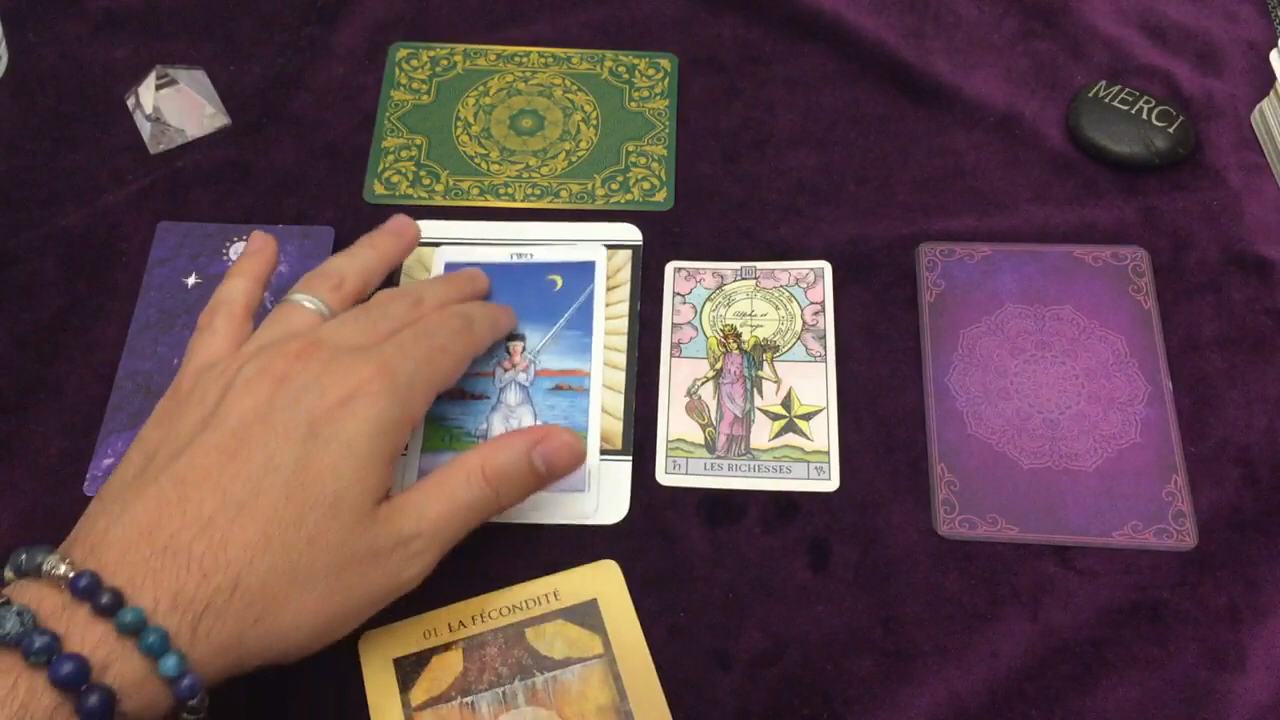 MERCI
TWO
10
Alpha et
Omega
LES RICHESSES
01. LA FÉCONDITÉ